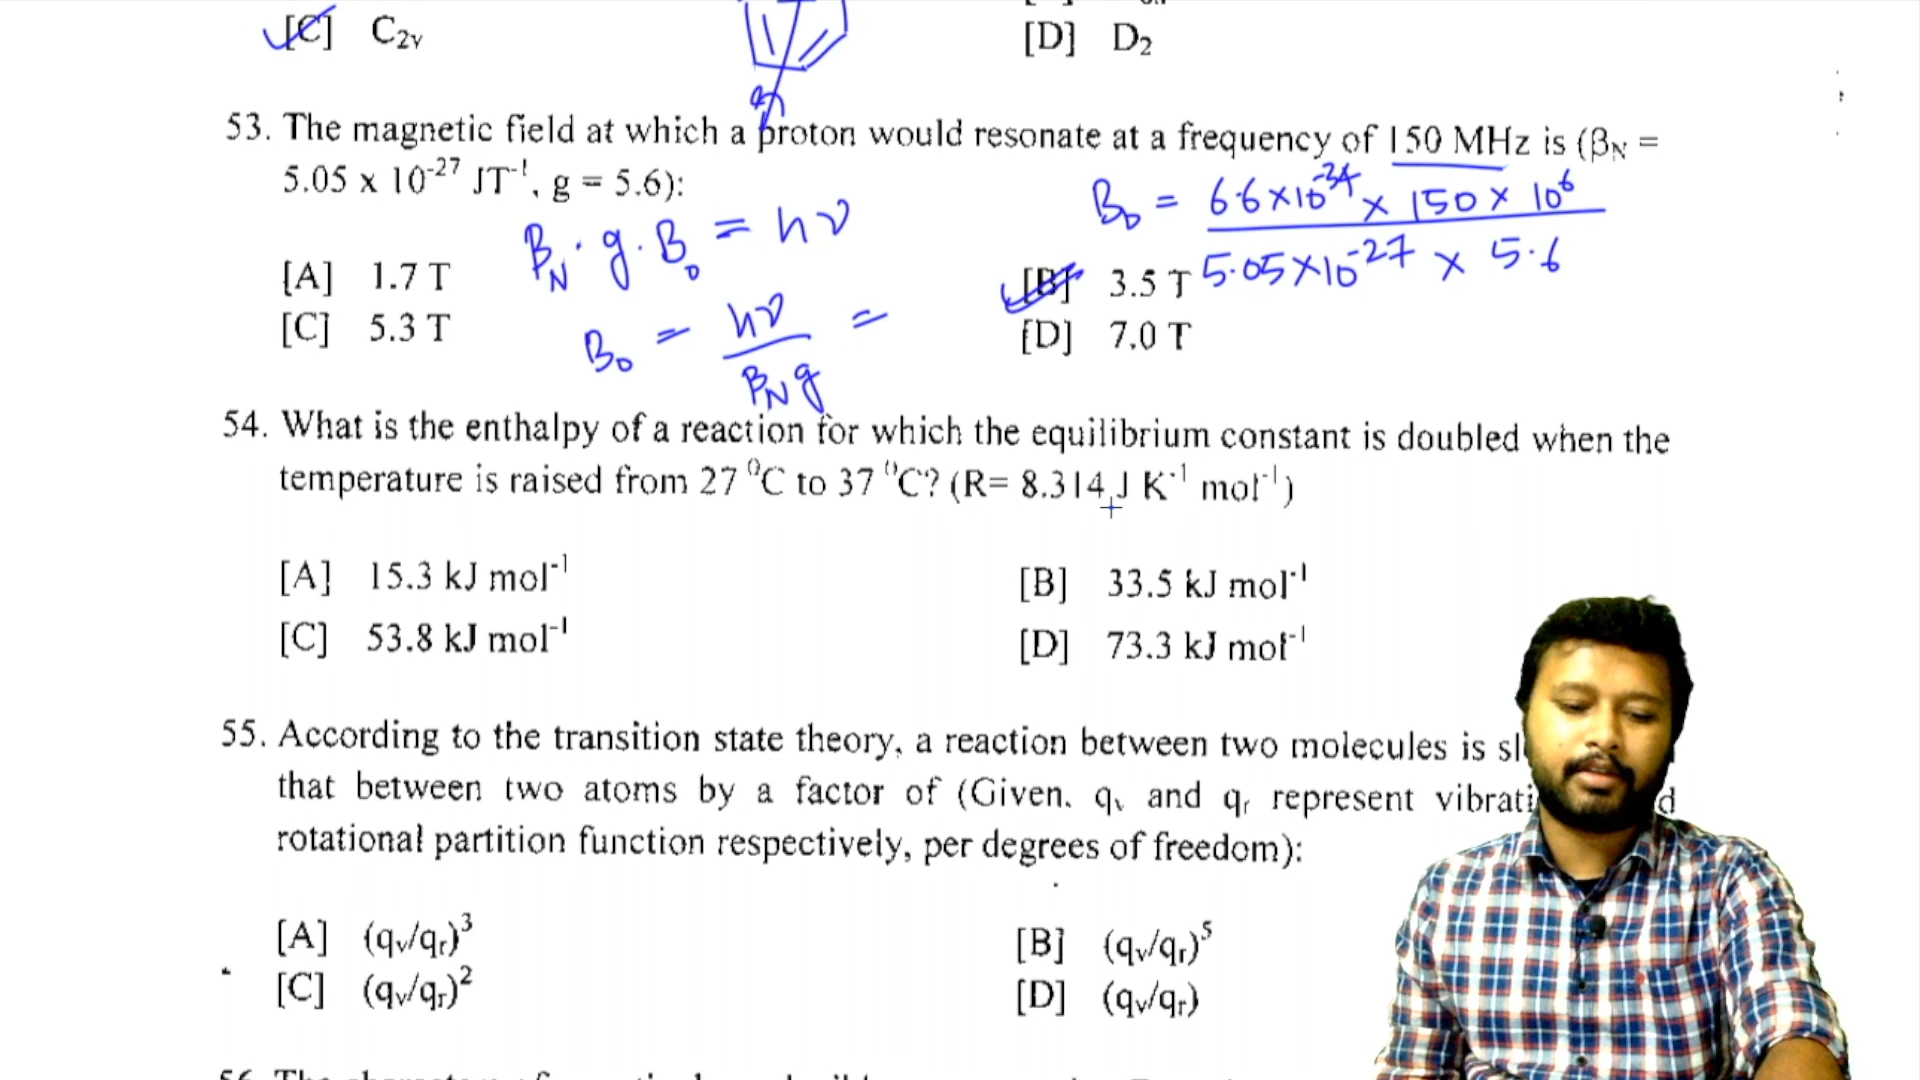 [C] C₂ᵥ
[D] D₂
53. The magnetic field at which a proton would resonate at a frequency of 150 MHz is (βN =
5.05 x 10⁻²⁷ JT⁻¹, g = 5.6):
B₀ = 6.6×10⁻³⁴ × 150 × 10⁶
5.05×10⁻²⁷ × 5.6
βN · g · B₀ = hν
[A] 1.7 T
[B] 3.5 T
B₀ = hν =
βN g
[C] 5.3 T
[D] 7.0 T
54. What is the enthalpy of a reaction for which the equilibrium constant is doubled when the
temperature is raised from 27 ⁰C to 37 ⁰C? (R= 8.314 J K⁻¹ mol⁻¹)
[A] 15.3 kJ mol⁻¹
[B] 33.5 kJ mol⁻¹
[C] 53.8 kJ mol⁻¹
[D] 73.3 kJ mol⁻¹
55. According to the transition state theory, a reaction between two molecules is
that between two atoms by a factor of (Given, qᵥ and qᵣ represent
rotational partition function respectively, per degrees of freedom):
[A] (qᵥ/qᵣ)³
[B] (qᵥ/qᵣ)⁵
[C] (qᵥ/qᵣ)²
[D] (qᵥ/qᵣ)